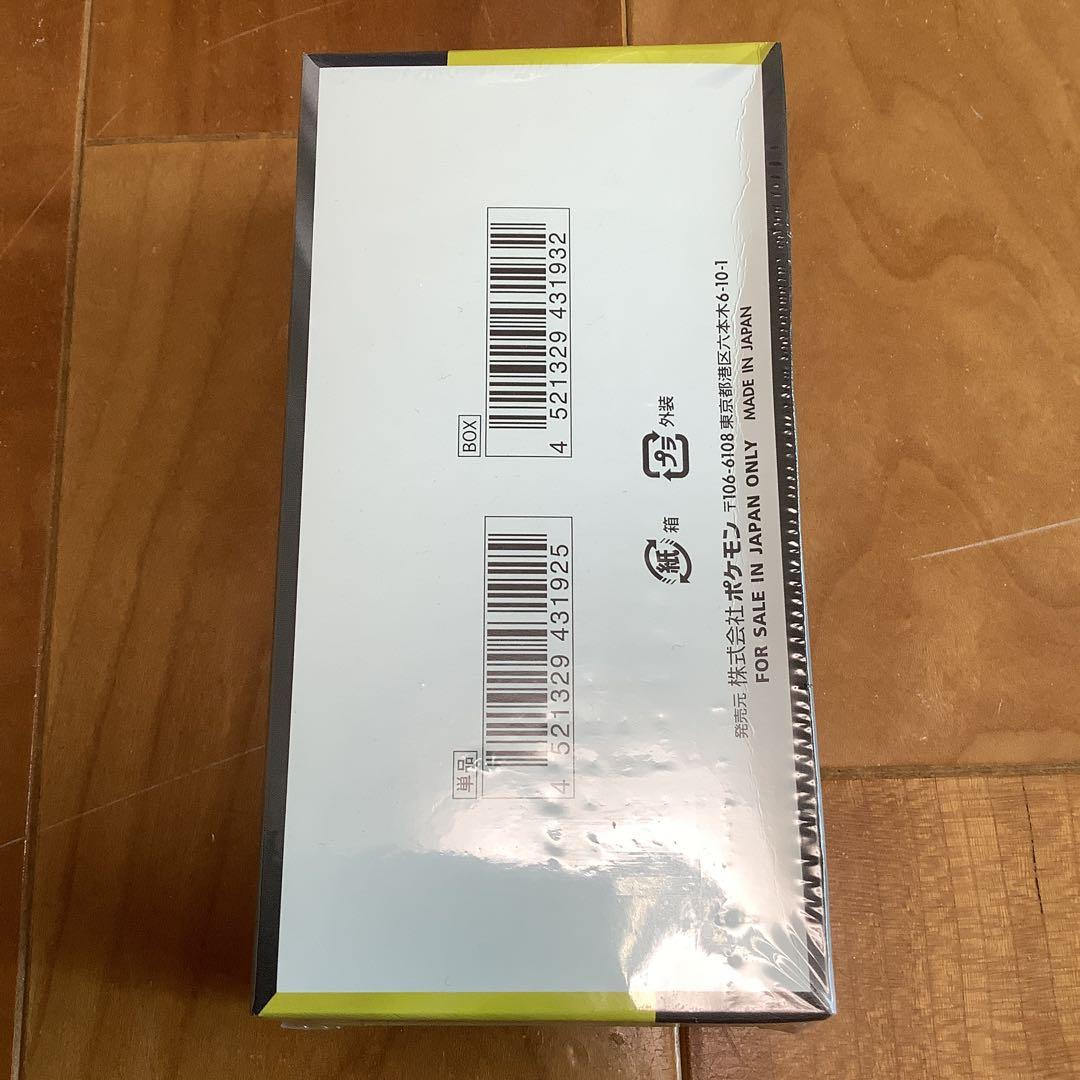 単品
4 521329 431925
BOX
4 521329 431932
紙 箱
プラ 外装
発売元 株式会社 ポケモン 〒106-6108 東京都港区六本木6-10-1
FOR SALE IN JAPAN ONLY MADE IN JAPAN